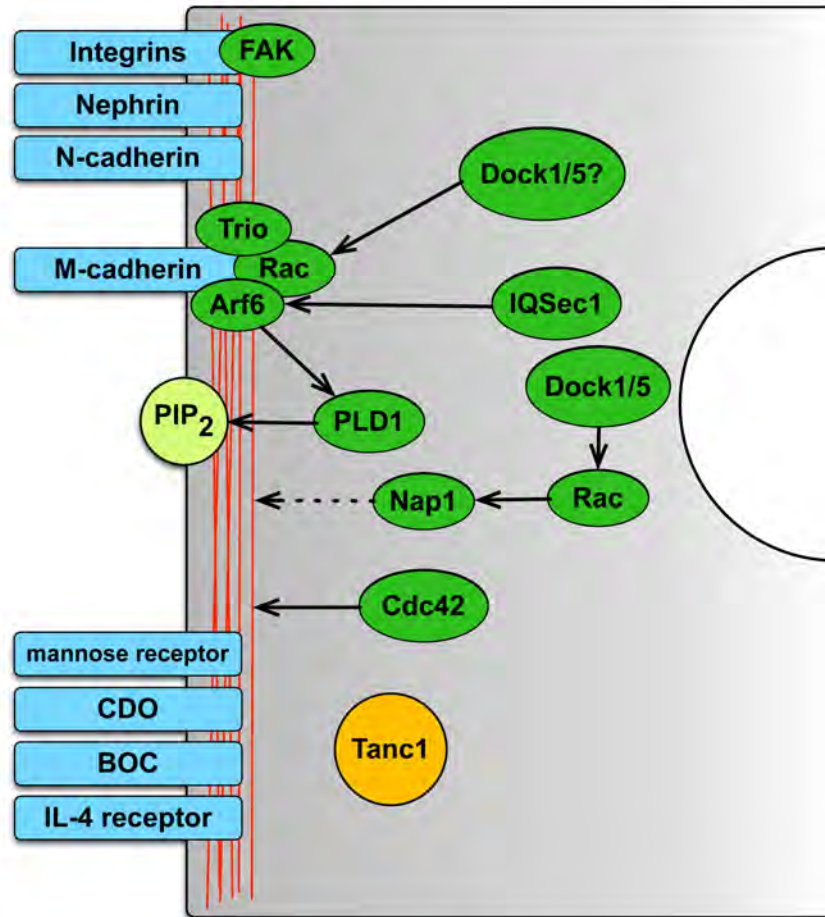 Integrins
FAK
Nephrin
N-cadherin
Dock1/5?
Trio
M-cadherin
Rac
Arf6
IQSec1
Dock1/5
PIP2
PLD1
Nap1
Rac
Cdc42
mannose receptor
CDO
Tanc1
BOC
IL-4 receptor